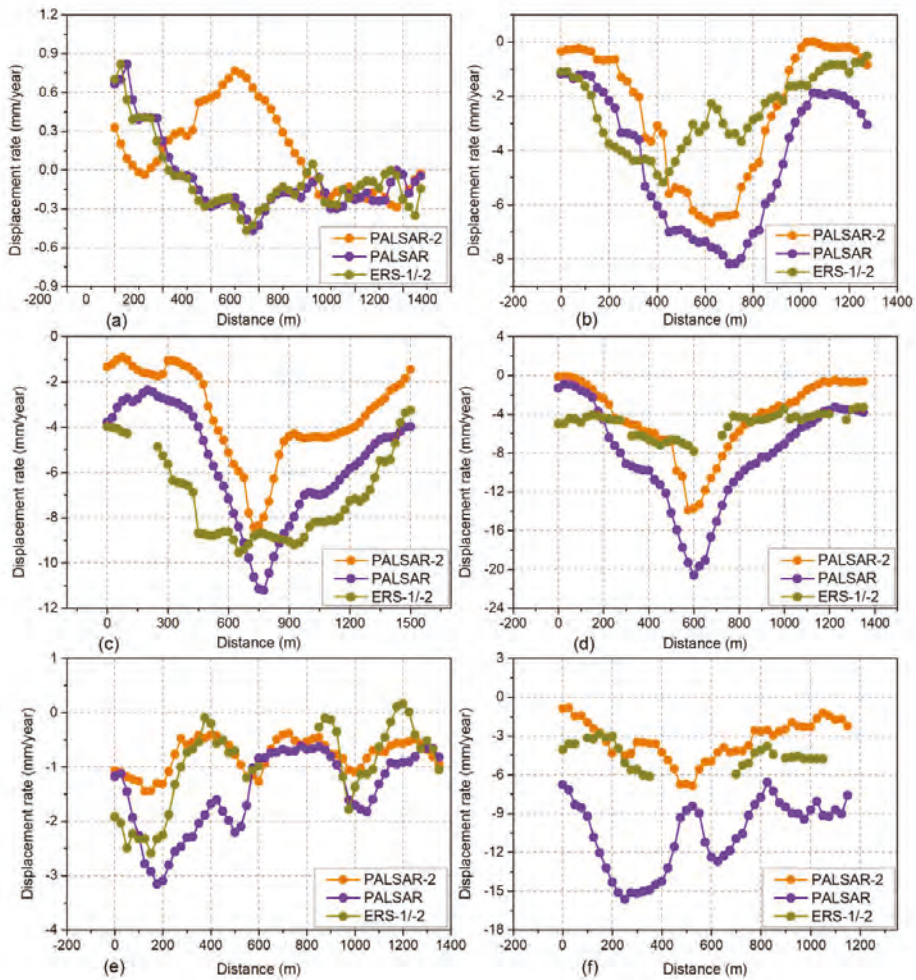 Displacement rate (mm/year)
1.2
0.9
0.6
0.3
0.0
-0.3
-0.6
-0.9
PALSAR-2
PALSAR
ERS-1/-2
-200 0 200 400 600 800 1000 1200 1400
(a) Distance (m)
Displacement rate (mm/year)
0
-2
-4
-6
-8
PALSAR-2
PALSAR
ERS-1/-2
-200 0 200 400 600 800 1000 1200 1400
(b) Distance (m)
Displacement rate (mm/year)
0
-2
-4
-6
-8
-10
-12
PALSAR-2
PALSAR
ERS-1/-2
0 300 600 900 1200 1500
(c) Distance (m)
Displacement rate (mm/year)
4
0
-4
-8
-12
-16
-20
-24
PALSAR-2
PALSAR
ERS-1/-2
-200 0 200 400 600 800 1000 1200 1400
(d) Distance (m)
Displacement rate (mm/year)
1
0
-1
-2
-3
-4
PALSAR-2
PALSAR
ERS-1/-2
-200 0 200 400 600 800 1000 1200 1350
(e) Distance (m)
Displacement rate (mm/year)
-3
0
-3
-6
-9
-12
-15
-18
PALSAR-2
PALSAR
ERS-1/-2
-200 0 200 400 600 800 1000 1200
(f) Distance (m)